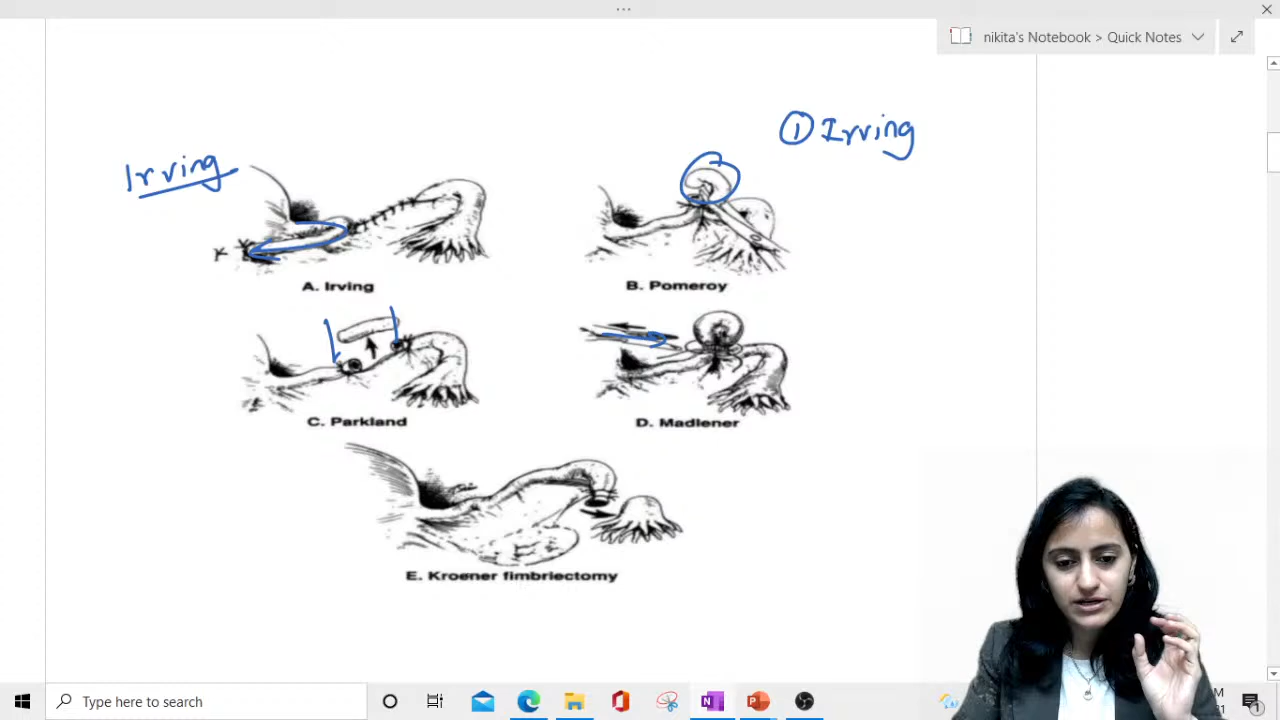 nikita's Notebook > Quick Notes
① Irving
Irving
A. Irving
B. Pomeroy
C. Parkland
D. Madlener
E. Kroener fimbriectomy
Type here to search